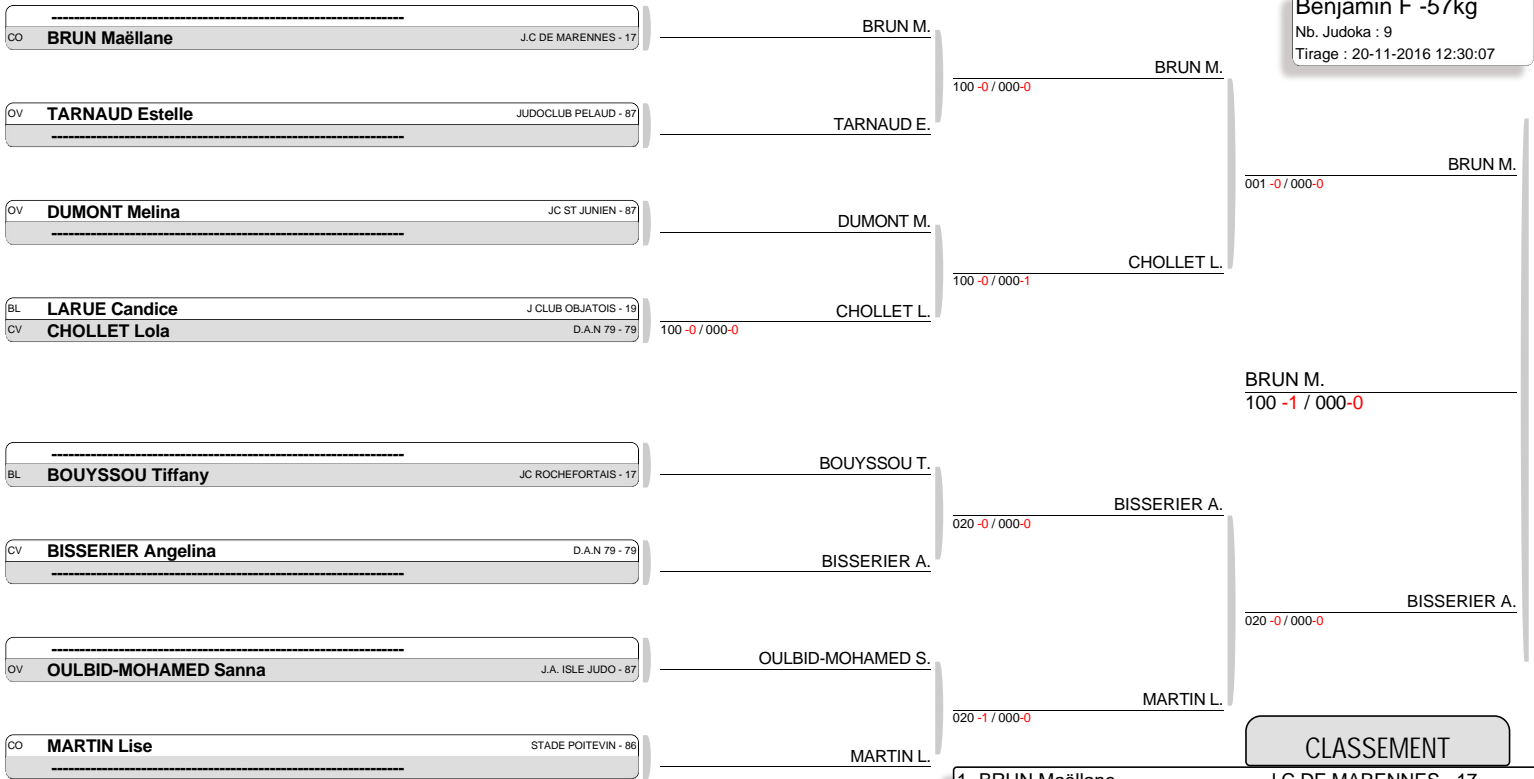 Benjamin F -57kg
Nb. Judoka : 9
Tirage : 20-11-2016 12:30:07
------------------------------------------------------------
CO BRUN Maëllane J.C DE MARENNES - 17
OV TARNAUD Estelle JUDOCLUB PELAUD - 87
------------------------------------------------------------
OV DUMONT Melina JC ST JUNIEN - 87
------------------------------------------------------------
BL LARUE Candice J CLUB OBJATOIS - 19
CV CHOLLET Lola D.A.N 79 - 79
------------------------------------------------------------
BL BOUYSSOU Tiffany JC ROCHEFORTAIS - 17
CV BISSERIER Angelina D.A.N 79 - 79
------------------------------------------------------------
------------------------------------------------------------
OV OULBID-MOHAMED Sanna J.A. ISLE JUDO - 87
CO MARTIN Lise STADE POITEVIN - 86
------------------------------------------------------------
BRUN M.
TARNAUD E.
DUMONT M.
CHOLLET L.
100 -0 / 000-0
BOUYSSOU T.
BISSERIER A.
OULBID-MOHAMED S.
MARTIN L.
BRUN M.
100 -0 / 000-0
CHOLLET L.
100 -0 / 000-1
BISSERIER A.
020 -0 / 000-0
MARTIN L.
020 -1 / 000-0
BRUN M.
001 -0 / 000-0
BISSERIER A.
020 -0 / 000-0
BRUN M.
100 -1 / 000-0
CLASSEMENT
1- BRUN Maëllane J.C DE MARENNES - 17